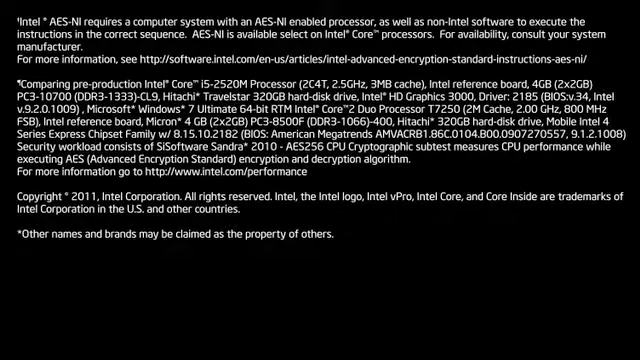 ¹Intel ® AES-NI requires a computer system with an AES-NI enabled processor, as well as non-Intel software to execute the
instructions in the correct sequence.  AES-NI is available select on Intel® Core™ processors.  For availability, consult your system
manufacturer.
For more information, see http://software.intel.com/en-us/articles/intel-advanced-encryption-standard-instructions-aes-ni/
Comparing pre-production Intel® Core™ i5-2520M Processor (2C4T, 2.5GHz, 3MB cache), Intel reference board, 4GB (2x2GB)
PC3-10700 (DDR3-1333)-CL9, Hitachi* Travelstar 320GB hard-disk drive, Intel® HD Graphics 3000, Driver: 2185 (BIOS:v.34, Intel
v.9.2.0.1009) , Microsoft* Windows* 7 Ultimate 64-bit RTM Intel® Core™2 Duo Processor T7250 (2M Cache, 2.00 GHz, 800 MHz
FSB), Intel reference board, Micron* 4 GB (2x2GB) PC3-8500F (DDR3-1066)-400, Hitachi* 320GB hard-disk drive, Mobile Intel 4
Series Express Chipset Family w/ 8.15.10.2182 (BIOS: American Megatrends AMVACRB1.86C.0104.B00.0907270557, 9.1.2.1008)
Security workload consists of SiSoftware Sandra* 2010 - AES256 CPU Cryptographic subtest measures CPU performance while
executing AES (Advanced Encryption Standard) encryption and decryption algorithm.
For more information go to http://www.intel.com/performance
Copyright © 2011, Intel Corporation. All rights reserved. Intel, the Intel logo, Intel vPro, Intel Core, and Core Inside are trademarks of
Intel Corporation in the U.S. and other countries.
*Other names and brands may be claimed as the property of others.